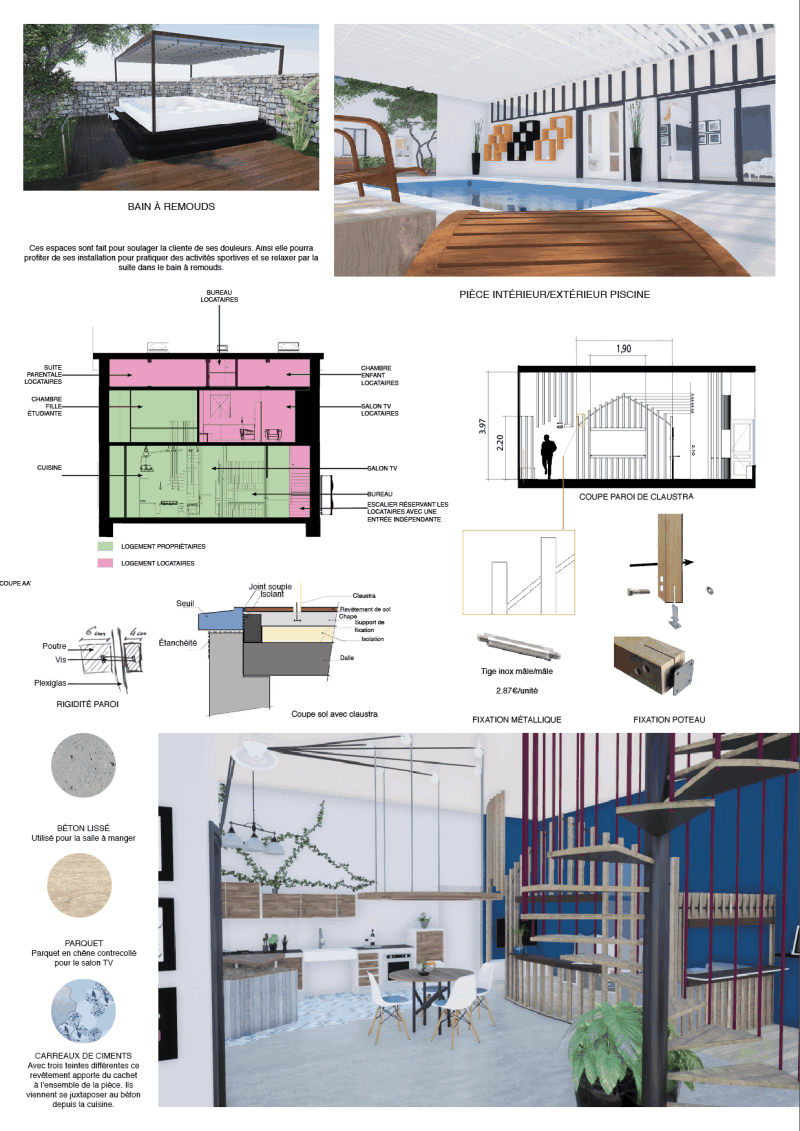 BAIN À REMOUDS
Ces espaces sont fait pour soulager la cliente de ses douleurs. Ainsi elle pourra
profiter de ses installation pour pratiquer des activités sportives et se relaxer par la
suite dans le bain à remouds.
PIÈCE INTÉRIEUR/EXTÉRIEUR PISCINE
BUREAU
LOCATAIRES
SUITE
PARENTALE
LOCATAIRES
CHAMBRE
FILLE
ÉTUDIANTE
CUISINE
CHAMBRE
ENFANT
LOCATAIRES
SALON TV
LOCATAIRES
SALON TV
BUREAU
ESCALIER RÉSERVANT LES
LOCATAIRES AVEC UNE
ENTRÉE INDÉPENDANTE
LOGEMENT PROPRIÉTAIRES
LOGEMENT LOCATAIRES
COUPE AA'
1,90
3.97
2.20
2.10
COUPE PAROI DE CLAUSTRA
6 cm
4 cm
Poutre
Vis
Plexiglas
RIGIDITÉ PAROI
Joint souple
Isolant
Seuil
Étanchéité
Claustra
Revêtement de sol
Chape
Support de
fixation
Isolation
Dalle
Coupe sol avec claustra
Tige inox mâle/mâle
2.87€/unité
FIXATION MÉTALLIQUE
FIXATION POTEAU
BÉTON LISSÉ
Utilisé pour la salle à manger
PARQUET
Parquet en chêne contrecollé
pour le salon TV
CARREAUX DE CIMENTS
Avec trois teintes différentes ce
revêtement apporte du cachet
à l'ensemble de la pièce. Ils
viennent se juxtaposer au béton
depuis la cuisine.